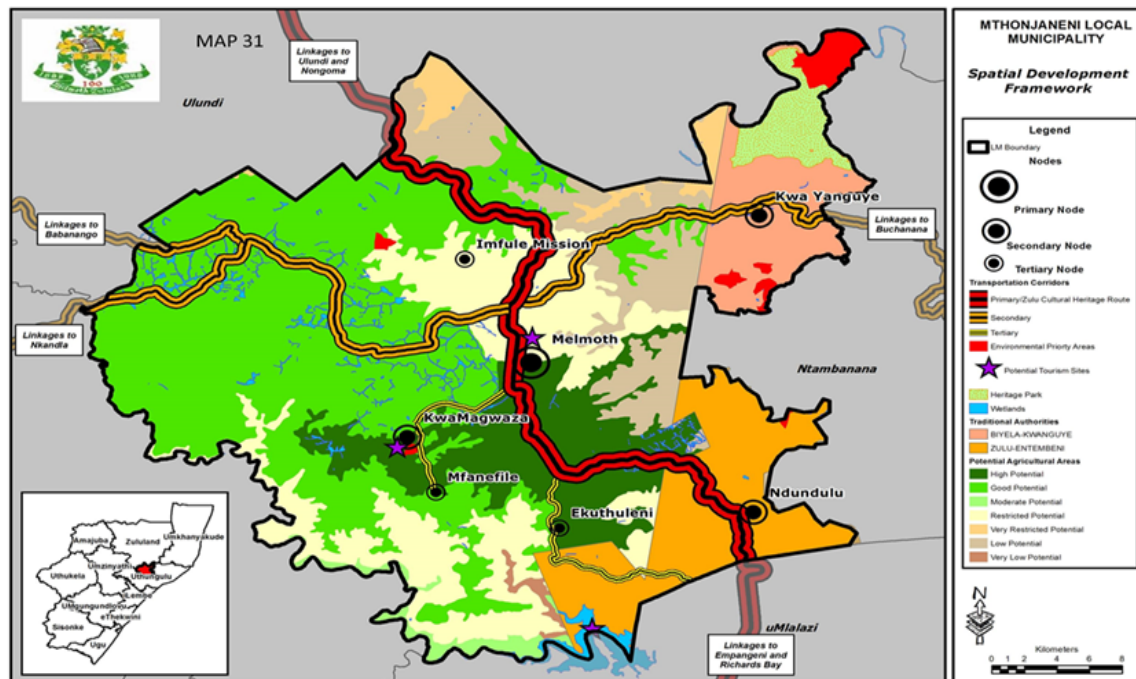 MAP 31
Linkages to
Ulundi and
Nongoma
Ulundi
Linkages to
Babanango
Linkages to
Nkandla
Imfule Mission
Kwa Yanguye
Linkages to
Buchanana
Melmoth
Ntambanana
KwaMagwaza
Mfanefile
Ekuthuleni
Ndundulu
uMlalazi
Linkages to
Empangeni and
Richards Bay
Amajuba
Zululand
Umkhanyakude
Umzinyathi
Uthukela
Uthungulu
iLembe
UMgungundlovu
eThekwini
Sisonke
Ugu
MTHONJANENI LOCAL
MUNICIPALITY
Spatial Development
Framework
Legend
LM Boundary
Nodes
Primary Node
Secondary Node
Tertiary Node
Transportation Corridors
Primary/Zulu Cultural Heritage Route
Secondary
Tertiary
Environmental Priorty Areas
Potential Tourism Sites
Heritage Park
Wetlands
Traditional Authorities
BIYELA-KWANGUYE
ZULU-ENTEMBENI
Potential Agricultural Areas
High Potential
Good Potential
Moderate Potential
Restricted Potential
Very Restricted Potential
Low Potential
Very Low Potential
N
Kilometers
0 1 2 4 6 8